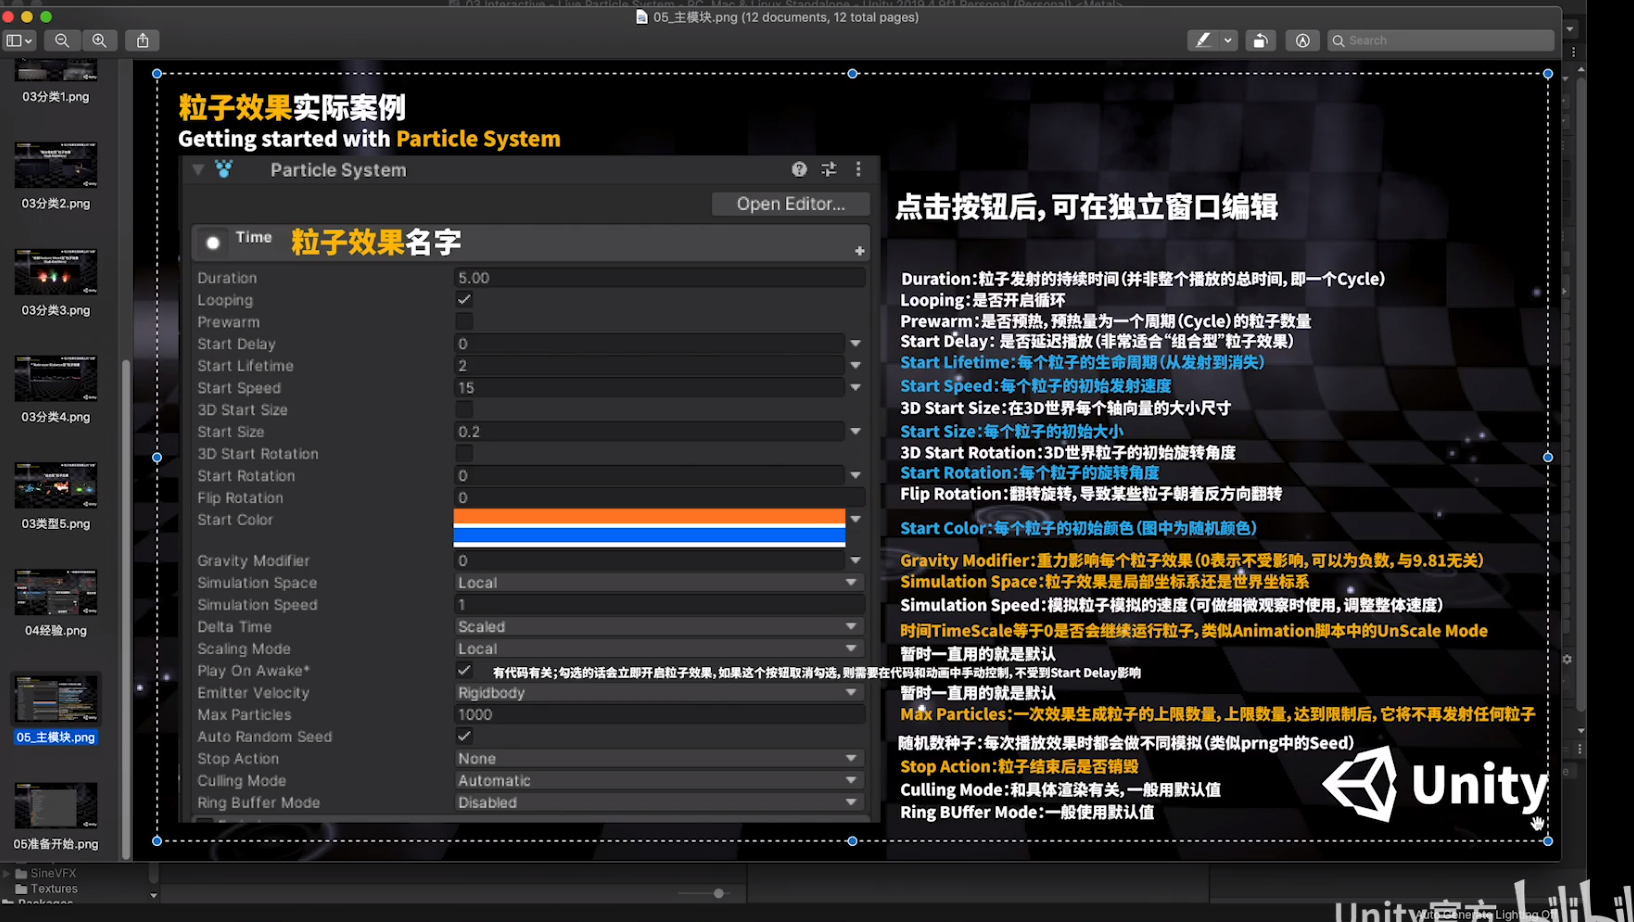 05_主模块.png (12 documents, 12 total pages)
Search
03分类1.png
03分类2.png
03分类3.png
03分类4.png
03类型5.png
04经验.png
05_主模块.png
05准备开始.png
粒子效果实际案例
Getting started with Particle System
Particle System
Open Editor...
点击按钮后,可在独立窗口编辑
Time 粒子效果名字
Duration 5.00
Duration:粒子发射的持续时间(并非整个播放的总时间,即一个Cycle)
Looping
Looping:是否开启循环
Prewarm
Prewarm:是否预热,预热量为一个周期(Cycle)的粒子数量
Start Delay 0
Start Delay: 是否延迟播放(非常适合“组合型”粒子效果)
Start Lifetime 2
Start Lifetime:每个粒子的生命周期(从发射到消失)
Start Speed 15
Start Speed:每个粒子的初始发射速度
3D Start Size
3D Start Size:在3D世界每个轴向量的大小尺寸
Start Size 0.2
Start Size:每个粒子的初始大小
3D Start Rotation
3D Start Rotation:3D世界粒子的初始旋转角度
Start Rotation 0
Start Rotation:每个粒子的旋转角度
Flip Rotation 0
Flip Rotation:翻转旋转,导致某些粒子朝着反方向翻转
Start Color
Start Color:每个粒子的初始颜色(图中为随机颜色)
Gravity Modifier 0
Gravity Modifier:重力影响每个粒子效果(0表示不受影响,可以为负数,与9.81无关)
Simulation Space Local
Simulation Space:粒子效果是局部坐标系还是世界坐标系
Simulation Speed 1
Simulation Speed:模拟粒子模拟的速度(可做细微观察时使用,调整整体速度)
Delta Time Scaled
时间TimeScale等于0是否会继续运行粒子,类似Animation脚本中的UnScale Mode
Scaling Mode Local
暂时一直用的就是默认
Play On Awake*
有代码有关;勾选的话会立即开启粒子效果,如果这个按钮取消勾选,则需要在代码和动画中手动控制,不受到Start Delay影响
Emitter Velocity Rigidbody
暂时一直用的就是默认
Max Particles 1000
Max Particles:一次效果生成粒子的上限数量,上限数量,达到限制后,它将不再发射任何粒子
Auto Random Seed
随机数种子:每次播放效果时都会做不同模拟(类似prng中的Seed)
Stop Action None
Stop Action:粒子结束后是否销毁
Culling Mode Automatic
Culling Mode:和具体渲染有关,一般用默认值
Ring Buffer Mode Disabled
Ring BUffer Mode:一般使用默认值
Unity
SineVFX
Textures
Unity官方
bilibili
Auto Generate Lighting